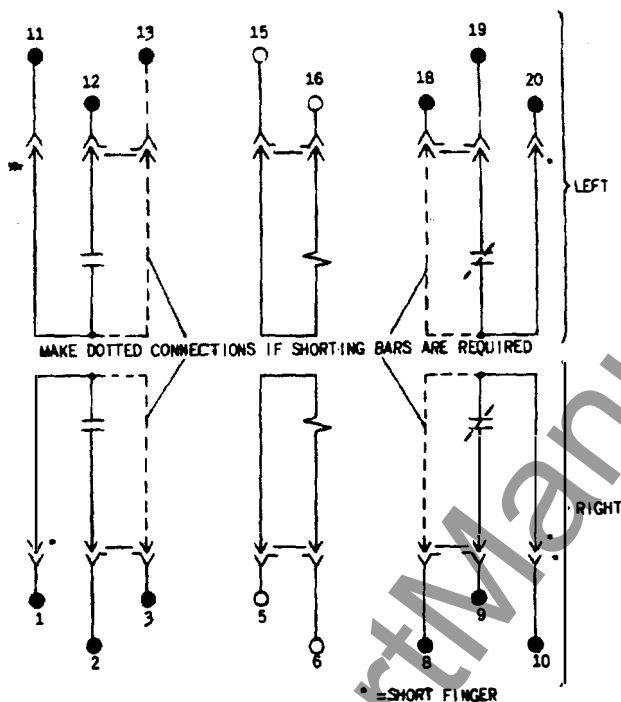 11 13 15 19
12 16 18 20
*
*
LEFT
MAKE DOTTED CONNECTIONS IF SHORTING BARS ARE REQUIRED
RIGHT
* *
*
1 3 5 9
2 6 8 10
* =SHORT FINGER